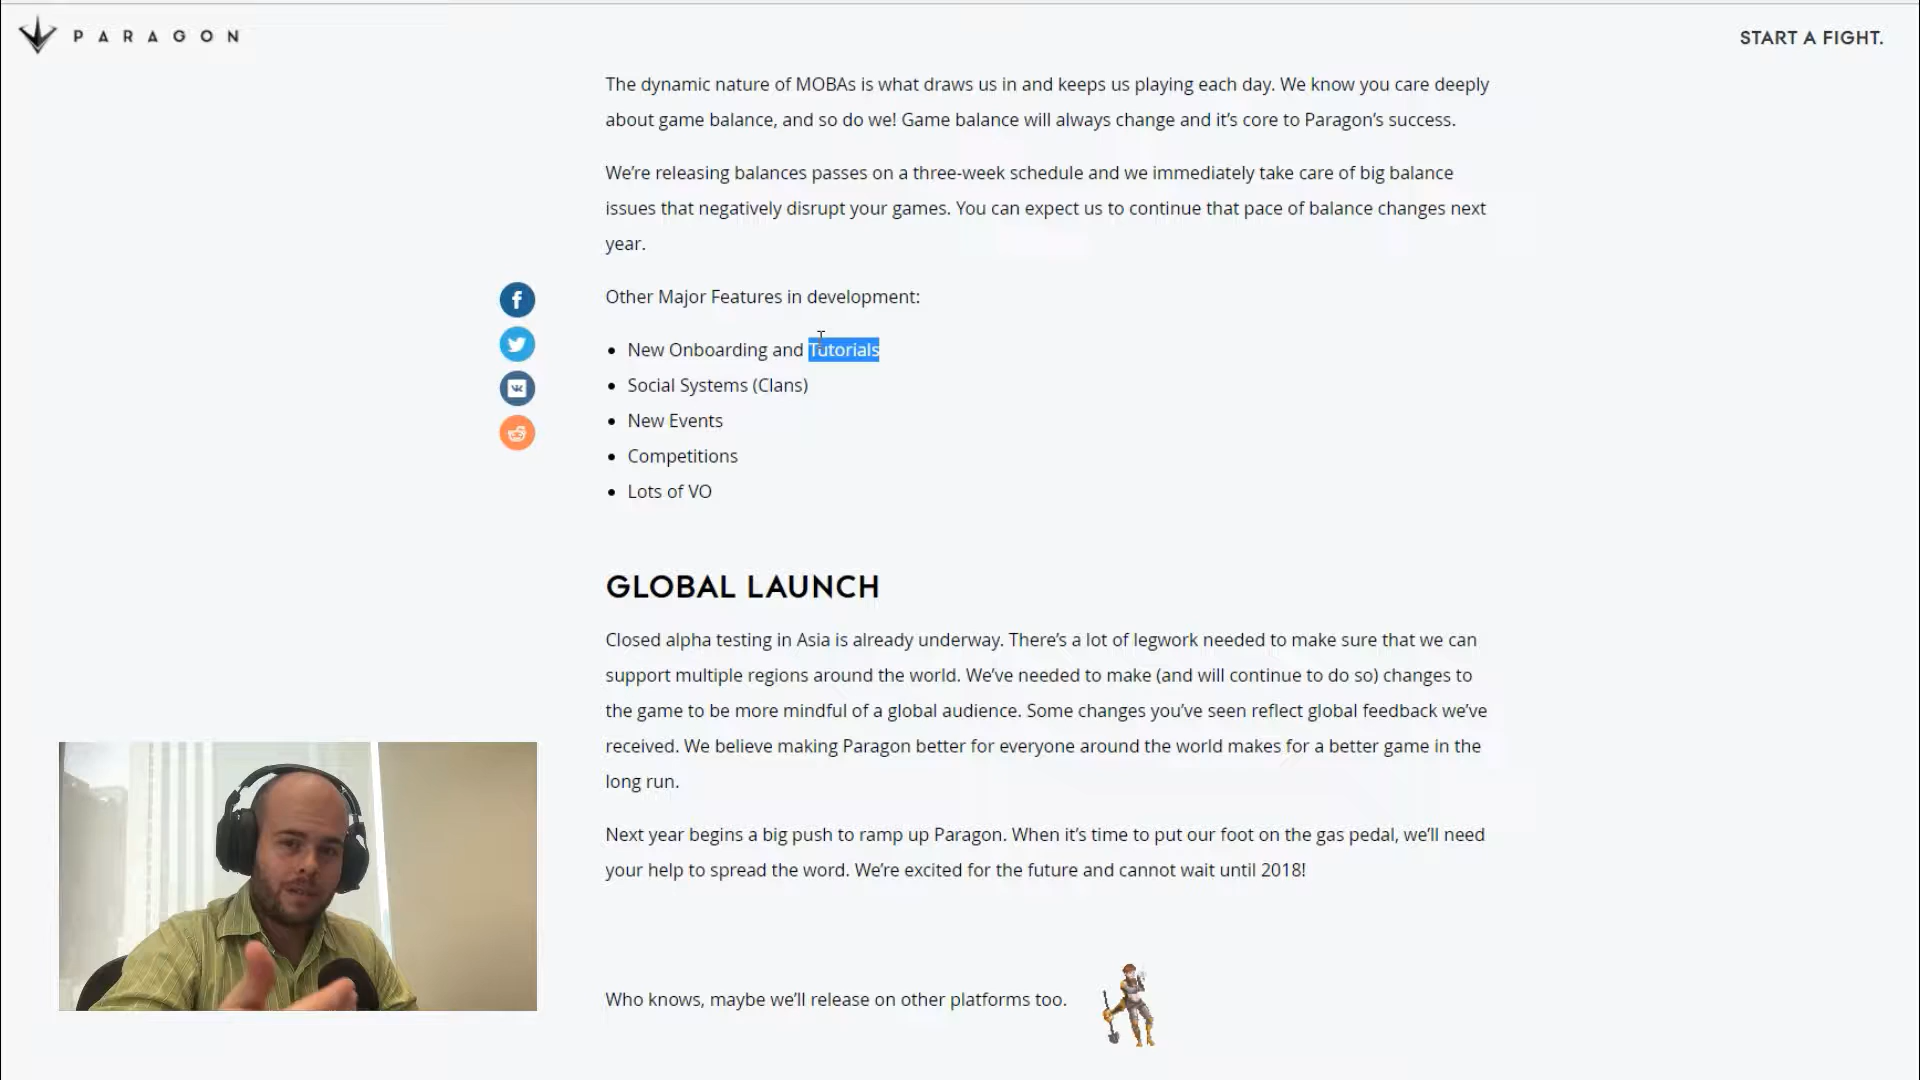 PARAGON
START A FIGHT.
The dynamic nature of MOBAs is what draws us in and keeps us playing each day. We know you care deeply
about game balance, and so do we! Game balance will always change and it’s core to Paragon’s success.
We’re releasing balances passes on a three-week schedule and we immediately take care of big balance
issues that negatively disrupt your games. You can expect us to continue that pace of balance changes next
year.
Other Major Features in development:
New Onboarding and Tutorials
Social Systems (Clans)
New Events
Competitions
Lots of VO
GLOBAL LAUNCH
Closed alpha testing in Asia is already underway. There’s a lot of legwork needed to make sure that we can
support multiple regions around the world. We’ve needed to make (and will continue to do so) changes to
the game to be more mindful of a global audience. Some changes you’ve seen reflect global feedback we’ve
received. We believe making Paragon better for everyone around the world makes for a better game in the
long run.
Next year begins a big push to ramp up Paragon. When it’s time to put our foot on the gas pedal, we’ll need
your help to spread the word. We’re excited for the future and cannot wait until 2018!
Who knows, maybe we’ll release on other platforms too.